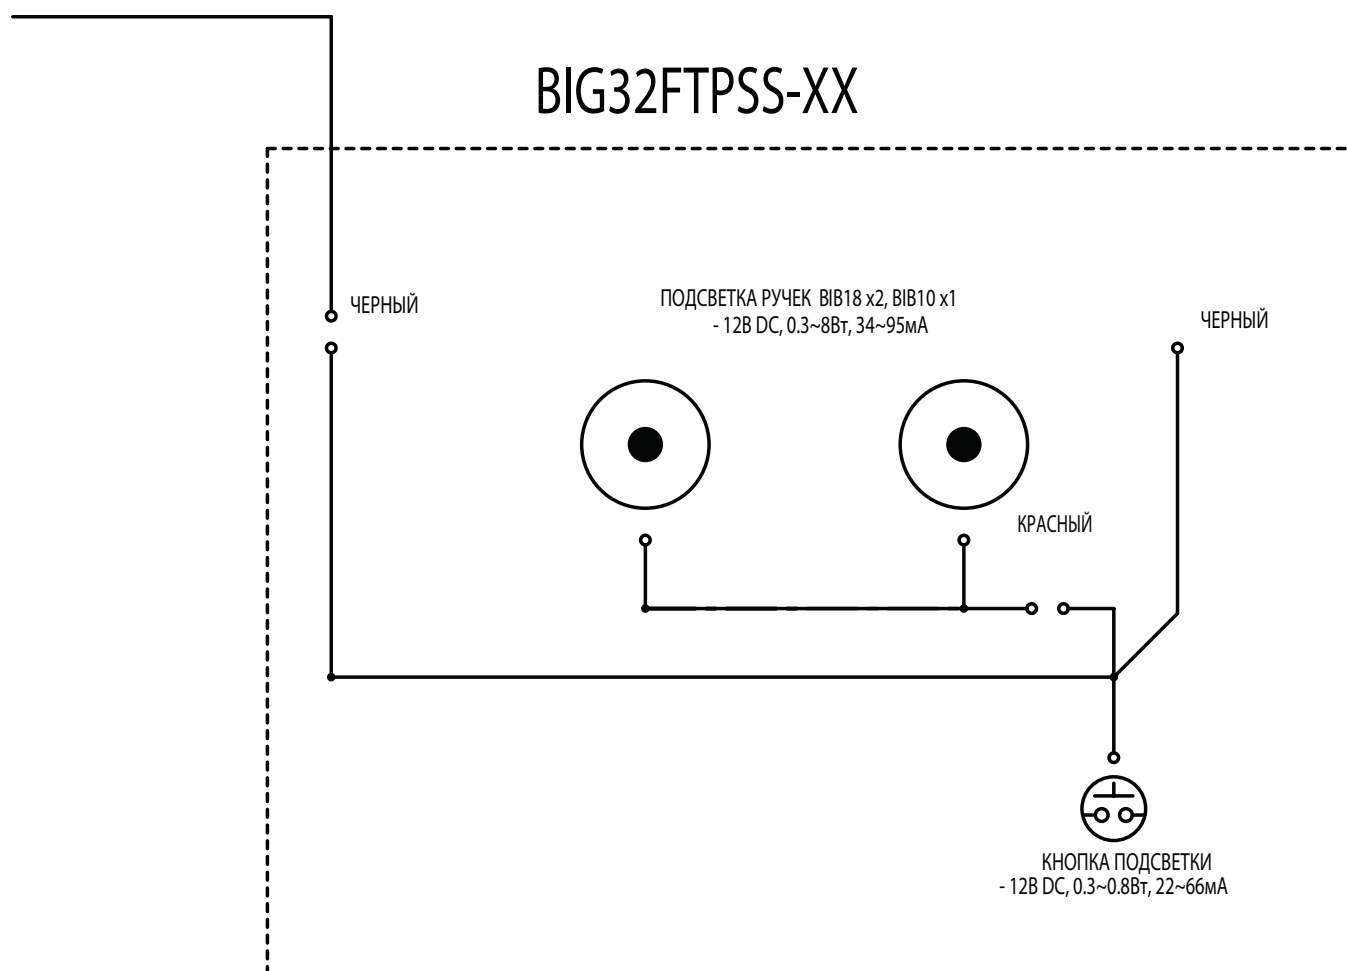 BIG32FTPSS-XX
ЧЕРНЫЙ
ПОДСВЕТКА РУЧЕК BIB18 x2, BIB10 x1
- 12В DC, 0.3~8Вт, 34~95мА
ЧЕРНЫЙ
КРАСНЫЙ
КНОПКА ПОДСВЕТКИ
- 12В DC, 0.3~0.8Вт, 22~66мА